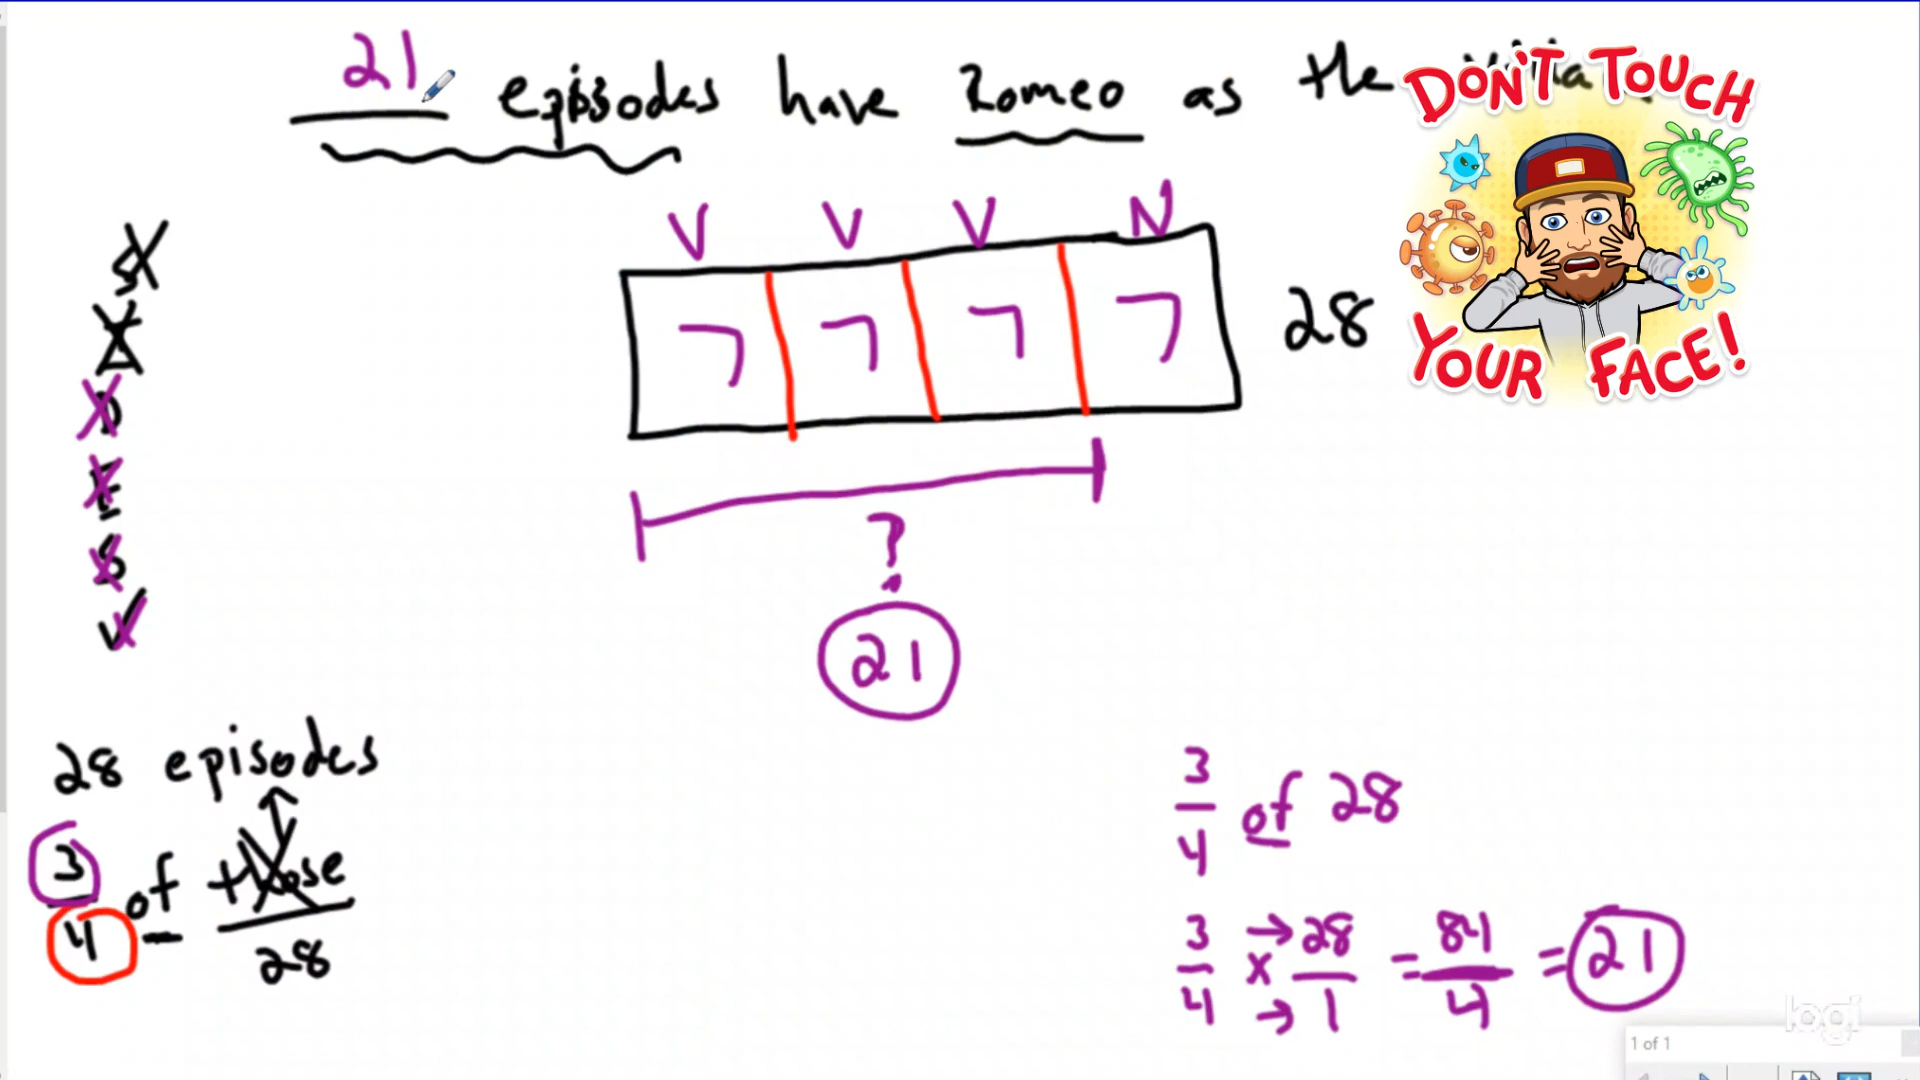 21 episodes have Romeo as the
DON'T TOUCH
YOUR FACE!
V V V N
7 7 7 7 28
?
21
28 episodes
3/4 of those
28
3/4 of 28
3/4 x 28/1 = 84/4 = 21
logi
1 of 1